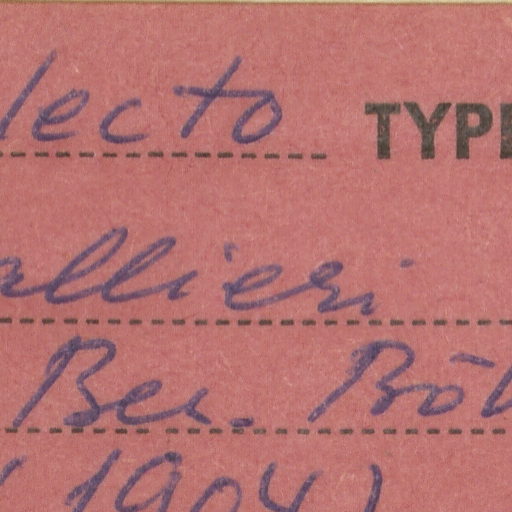 lecto TYPE
allieri
Ber. Böh
(1904)